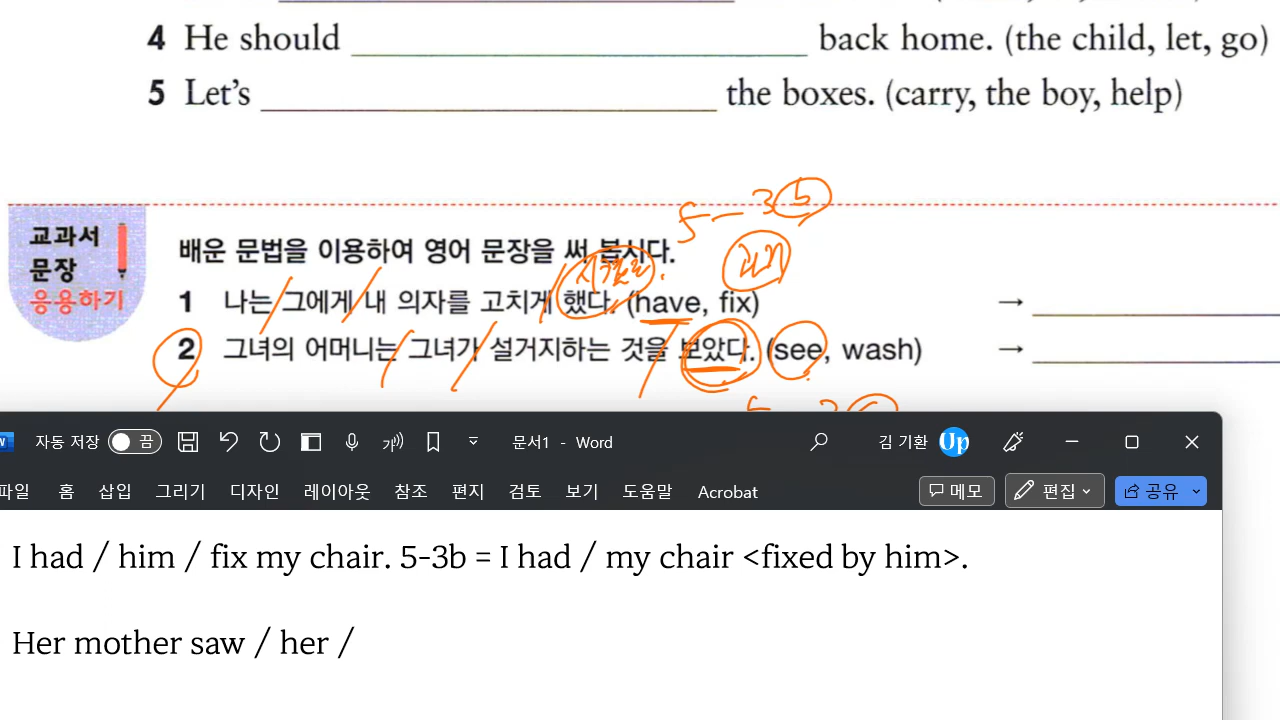 4 He should ____ back home. (the child, let, go)
5 Let's ____ the boxes. (carry, the boy, help)
5-3b
교과서
문장
응용하기
배운 문법을 이용하여 영어 문장을 써 봅시다.
과거
1 나는 그에게 내 의자를 고치게 했다. (have, fix) →
2 그녀의 어머니는 그녀가 설거지하는 것을 보았다. (see, wash) →
자동 저장 끔 가)) 문서1 - Word 김 기환 Up
파일 홈 삽입 그리기 디자인 레이아웃 참조 편지 검토 보기 도움말 Acrobat 메모 편집 공유
I had / him / fix my chair. 5-3b = I had / my chair <fixed by him>.
Her mother saw / her /